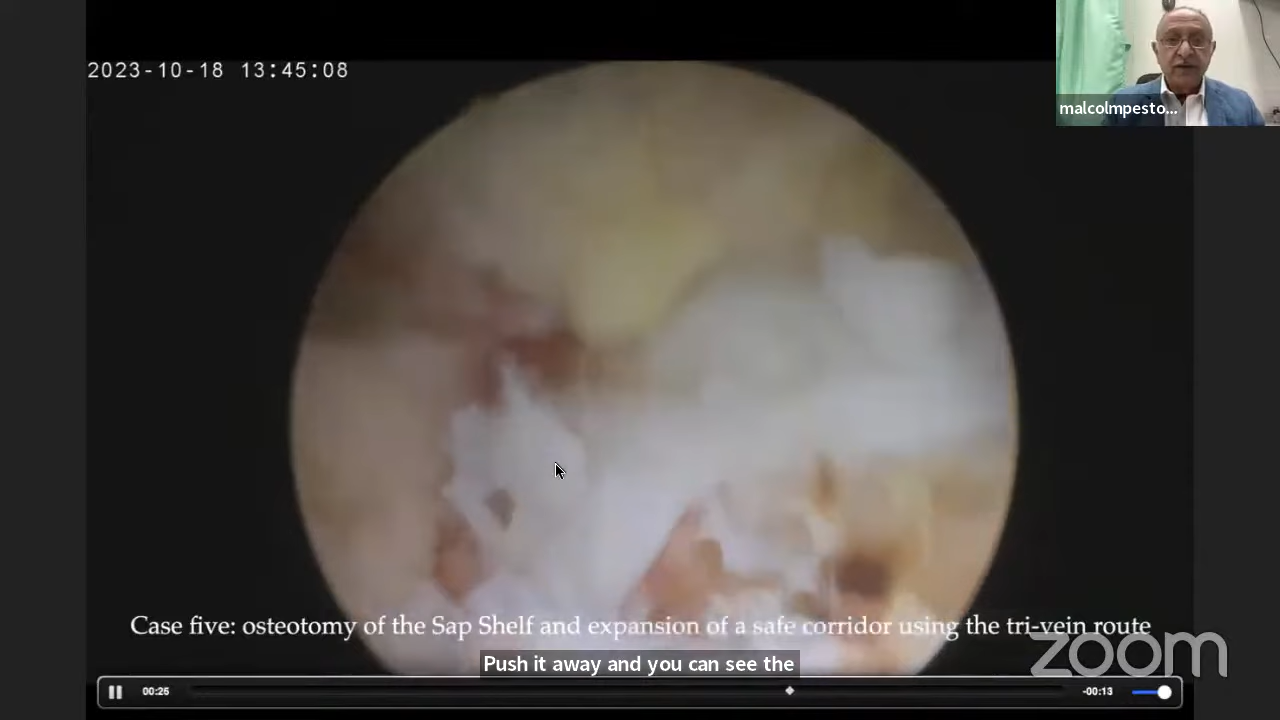 2023-10-18 13:45:08
malcolmpesto...
Case five: osteotomy of the Sap Shelf and expansion of a safe corridor using the tri-vein route
Push it away and you can see the
zoom
00:26
-00:13